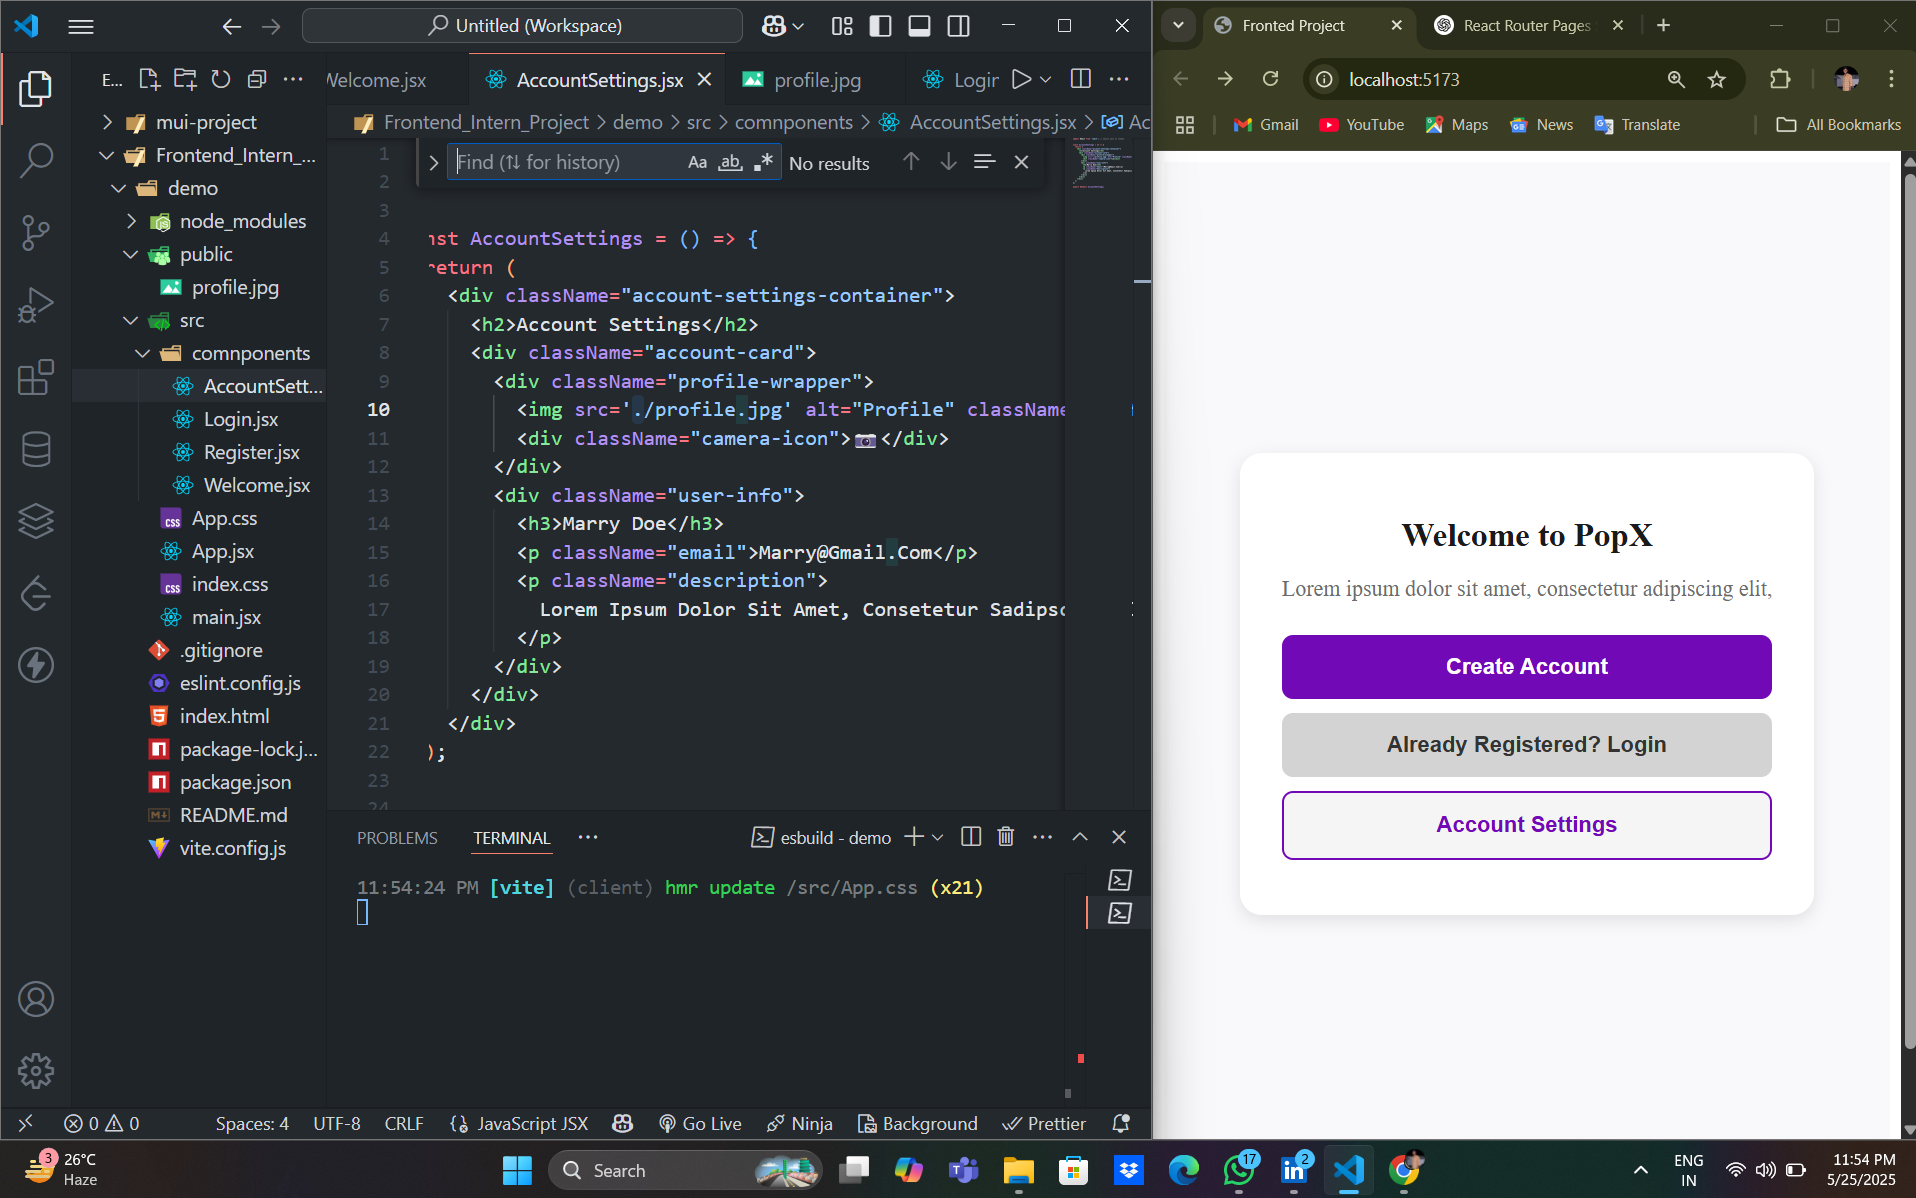 Untitled (Workspace)
E...
Welcome.jsx
AccountSettings.jsx
profile.jpg
Login
Frontend_Intern_Project > demo > src > comnponents > AccountSettings.jsx >
Find (⇅ for history)
Aa
ab
.*
No results
mui-project
Frontend_Intern_...
demo
node_modules
public
profile.jpg
src
comnponents
AccountSett...
Login.jsx
Register.jsx
Welcome.jsx
App.css
App.jsx
index.css
main.jsx
.gitignore
eslint.config.js
index.html
package-lock.j...
package.json
README.md
vite.config.js
1
2
3
4 nst AccountSettings = () => {
5 return (
6 <div className="account-settings-container">
7 <h2>Account Settings</h2>
8 <div className="account-card">
9 <div className="profile-wrapper">
10 <img src='./profile.jpg' alt="Profile" className
11 <div className="camera-icon">📷</div>
12 </div>
13 <div className="user-info">
14 <h3>Marry Doe</h3>
15 <p className="email">Marry@Gmail.Com</p>
16 <p className="description">
17 Lorem Ipsum Dolor Sit Amet, Consetetur Sadipsc
18 </p>
19 </div>
20 </div>
21 </div>
22 );
23
24
PROBLEMS
TERMINAL
esbuild - demo
11:54:24 PM [vite] (client) hmr update /src/App.css (x21)
0
0
Spaces: 4
UTF-8
CRLF
JavaScript JSX
Go Live
Ninja
Background
Prettier
Fronted Project
React Router Pages
localhost:5173
Gmail
YouTube
Maps
News
Translate
All Bookmarks
Welcome to PopX
Lorem ipsum dolor sit amet, consectetur adipiscing elit,
Create Account
Already Registered? Login
Account Settings
3
26°C
Haze
Search
17
2
ENG
IN
11:54 PM
5/25/2025